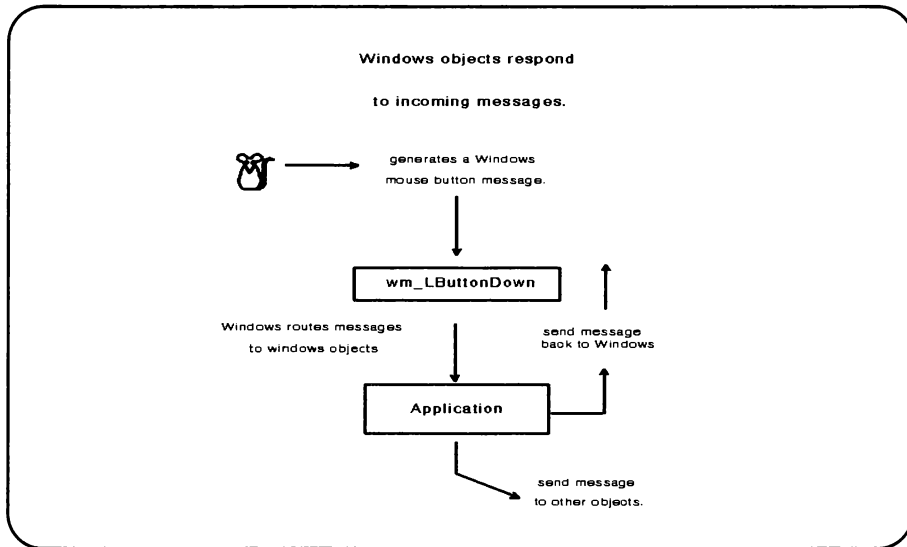 Windows objects respond
to incoming messages.
generates a Windows
mouse button message.
wm_LButtonDown
Windows routes messages
to windows objects
send message
back to Windows
Application
send message
to other objects.